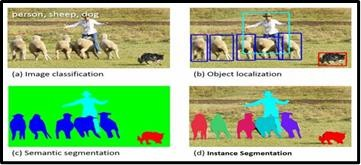 person, sheep, dog
(a) Image classification
(b) Object localization
(c) Semantic segmentation
(d) Instance Segmentation